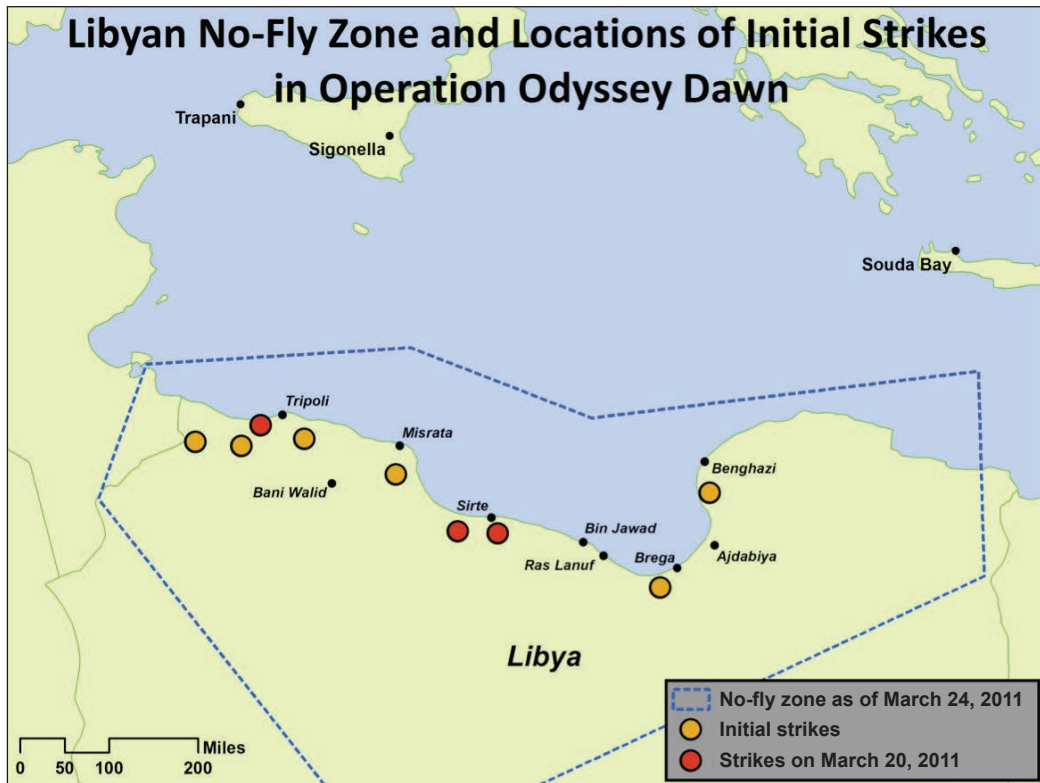 Libyan No-Fly Zone and Locations of Initial Strikes
in Operation Odyssey Dawn
Trapani
Sigonella
Souda Bay
Tripoli
Misrata
Benghazi
Bani Walid
Sirte
Bin Jawad
Ras Lanuf
Brega
Ajdabiya
Libya
No-fly zone as of March 24, 2011
Initial strikes
Strikes on March 20, 2011
Miles
0 50 100 200